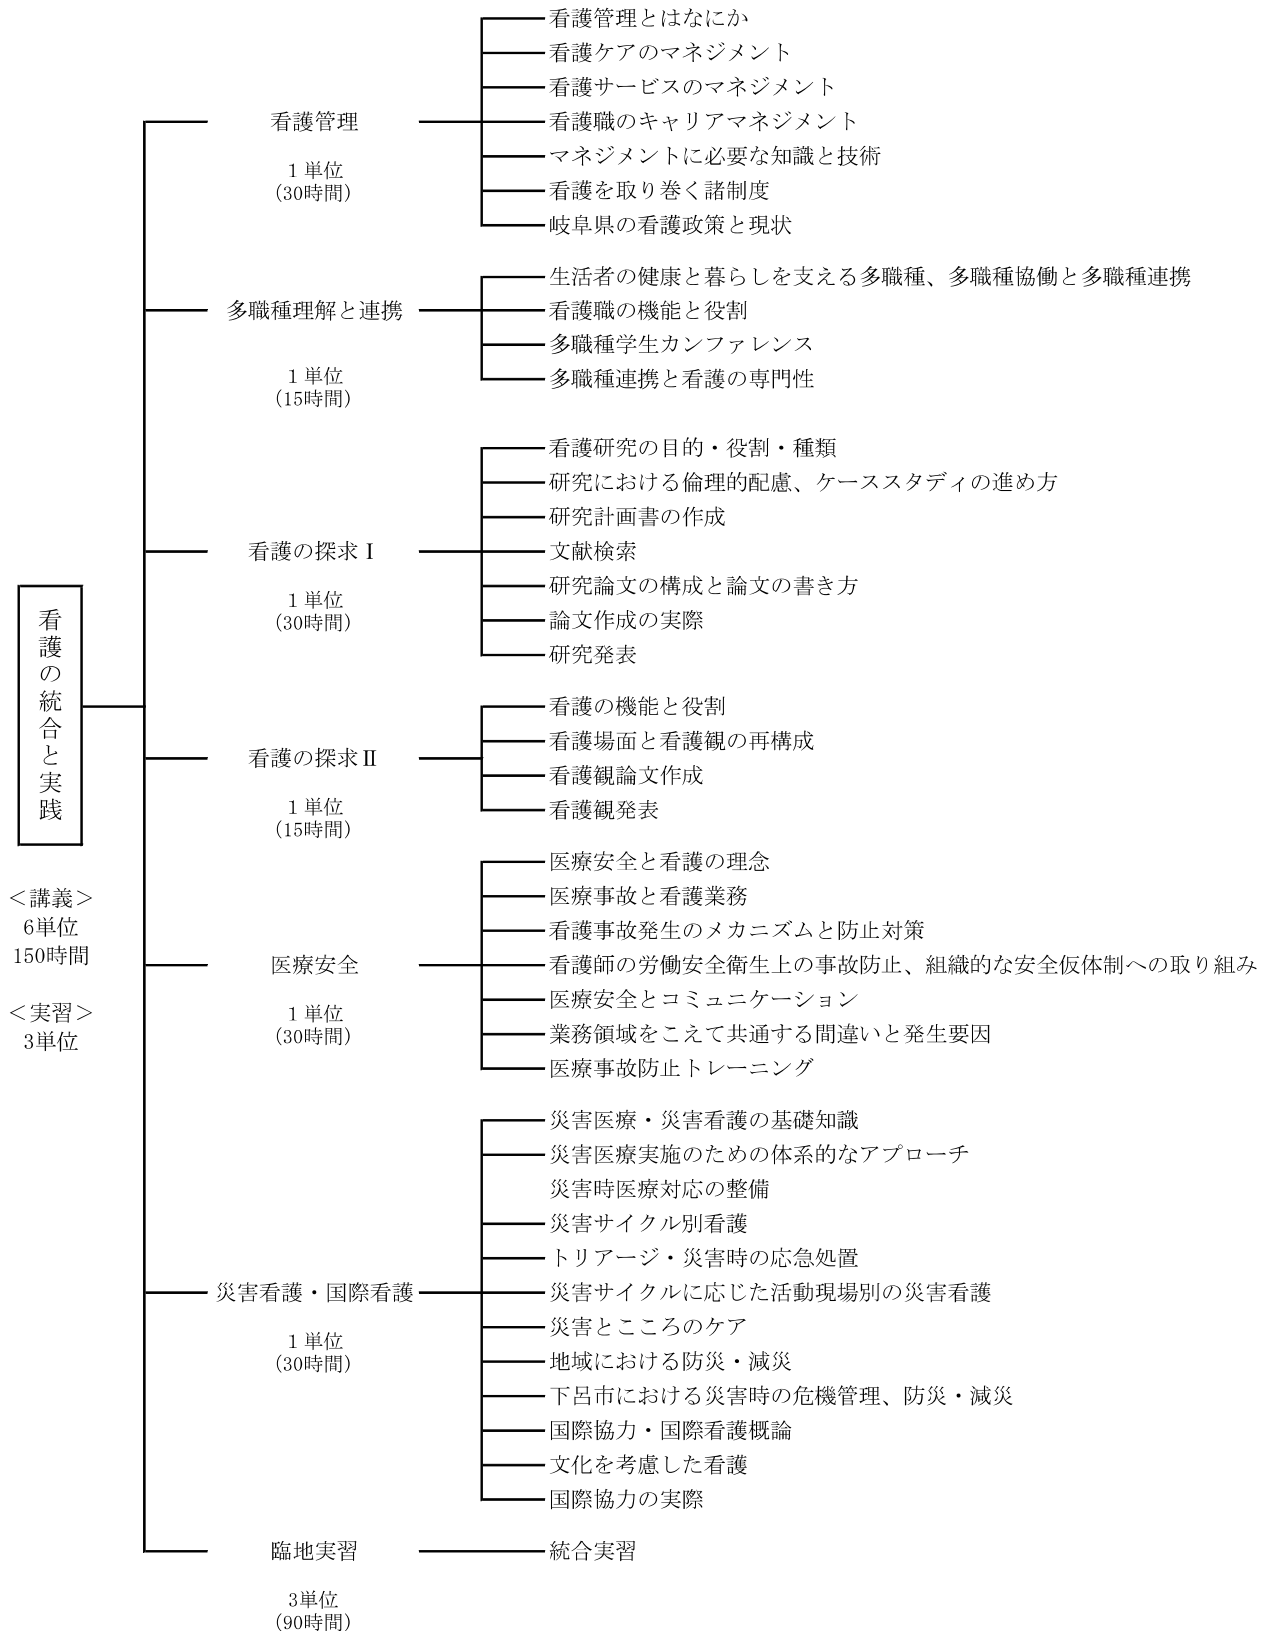 看護の統合と実践
＜講義＞
6単位
150時間
＜実習＞
3単位
看護管理
1 単位
(30時間)
看護管理とはなにか
看護ケアのマネジメント
看護サービスのマネジメント
看護職のキャリアマネジメント
マネジメントに必要な知識と技術
看護を取り巻く諸制度
岐阜県の看護政策と現状
多職種理解と連携
1 単位
(15時間)
生活者の健康と暮らしを支える多職種、多職種協働と多職種連携
看護職の機能と役割
多職種学生カンファレンス
多職種連携と看護の専門性
看護の探求Ⅰ
1 単位
(30時間)
看護研究の目的・役割・種類
研究における倫理的配慮、ケーススタディの進め方
研究計画書の作成
文献検索
研究論文の構成と論文の書き方
論文作成の実際
研究発表
看護の探求Ⅱ
1 単位
(15時間)
看護の機能と役割
看護場面と看護観の再構成
看護観論文作成
看護観発表
医療安全
1 単位
(30時間)
医療安全と看護の理念
医療事故と看護業務
看護事故発生のメカニズムと防止対策
看護師の労働安全衛生上の事故防止、組織的な安全仮体制への取り組み
医療安全とコミュニケーション
業務領域をこえて共通する間違いと発生要因
医療事故防止トレーニング
災害看護・国際看護
1 単位
(30時間)
災害医療・災害看護の基礎知識
災害医療実施のための体系的なアプローチ
災害時医療対応の整備
災害サイクル別看護
トリアージ・災害時の応急処置
災害サイクルに応じた活動現場別の災害看護
災害とこころのケア
地域における防災・減災
下呂市における災害時の危機管理、防災・減災
国際協力・国際看護概論
文化を考慮した看護
国際協力の実際
臨地実習
3単位
(90時間)
統合実習